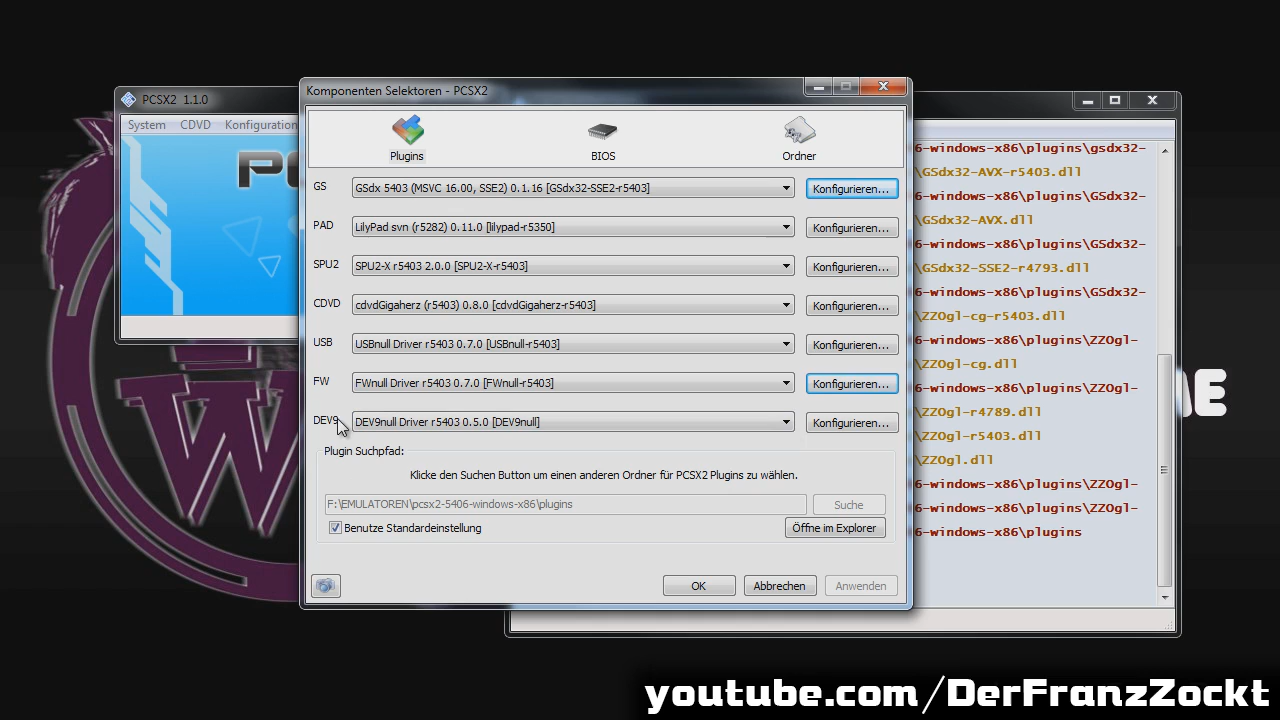 PCSX2 1.1.0
System CDVD Konfiguration
Komponenten Selektoren - PCSX2
Plugins BIOS Ordner
GS GSdx 5403 (MSVC 16.00, SSE2) 0.1.16 [GSdx32-SSE2-r5403] Konfigurieren...
PAD LilyPad svn (r5282) 0.11.0 [lilypad-r5350] Konfigurieren...
SPU2 SPU2-X r5403 2.0.0 [SPU2-X-r5403] Konfigurieren...
CDVD cdvdGigaherz (r5403) 0.8.0 [cdvdGigaherz-r5403] Konfigurieren...
USB USBnull Driver r5403 0.7.0 [USBnull-r5403] Konfigurieren...
FW FWnull Driver r5403 0.7.0 [FWnull-r5403] Konfigurieren...
DEV9 DEV9null Driver r5403 0.5.0 [DEV9null] Konfigurieren...
Plugin Suchpfad:
Klicke den Suchen Button um einen anderen Ordner für PCSX2 Plugins zu wählen.
F:\EMULATOREN\pcsx2-5406-windows-x86\plugins Suche
Benutze Standardeinstellung Öffne im Explorer
OK Abbrechen Anwenden
6-windows-x86\plugins\gsdx32-
\GSdx32-AVX-r5403.dll
6-windows-x86\plugins\GSdx32-
\GSdx32-AVX.dll
6-windows-x86\plugins\GSdx32-
\GSdx32-SSE2-r4793.dll
6-windows-x86\plugins\GSdx32-
\ZZOgl-cg-r5403.dll
6-windows-x86\plugins\ZZOgl-
\ZZOgl-cg.dll
6-windows-x86\plugins\ZZOgl-
\ZZOgl-r4789.dll
\ZZOgl-r5403.dll
\ZZOgl.dll
6-windows-x86\plugins\ZZOgl-
6-windows-x86\plugins\ZZOgl-
6-windows-x86\plugins
youtube.com/DerFranzZockt